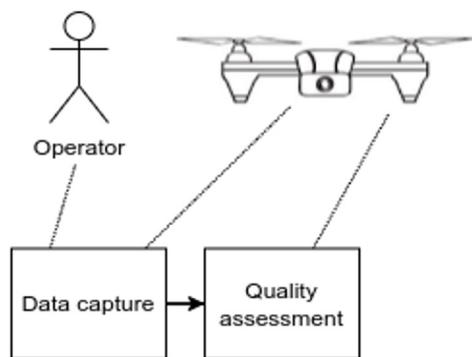 Operator
Data capture
Quality
assessment